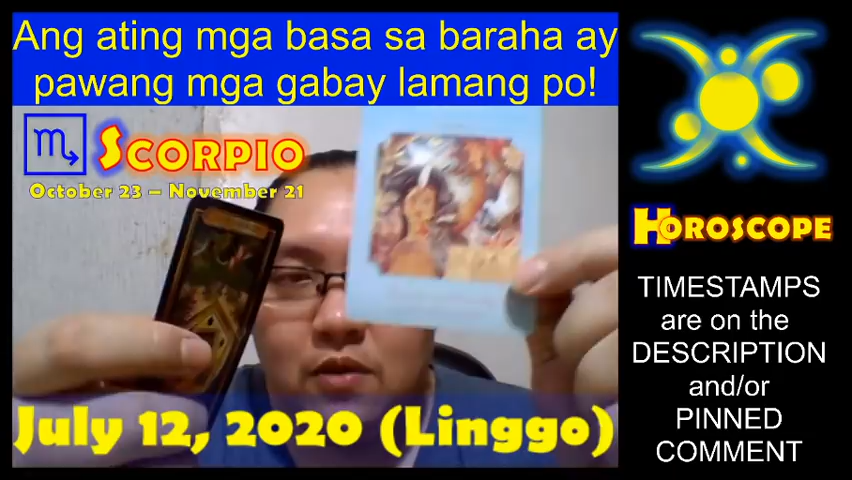 Ang ating mga basa sa baraha ay
pawang mga gabay lamang po!
SCORPIO
October 23 – November 21
July 12, 2020 (Linggo)
HOROSCOPE
TIMESTAMPS
are on the
DESCRIPTION
and/or
PINNED
COMMENT